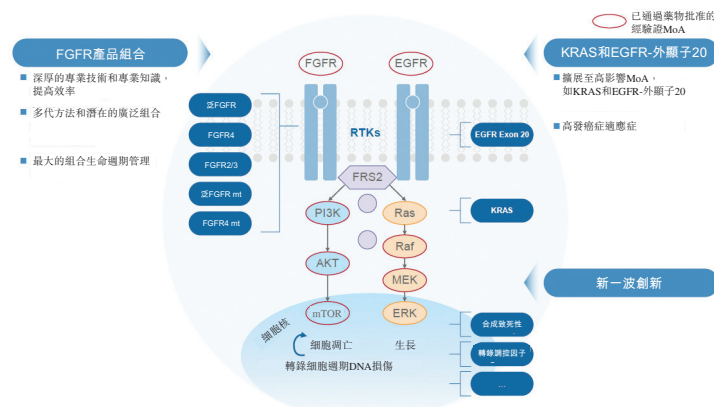 已通過藥物批准的
經驗證MoA
FGFR產品組合
深厚的專業技術和專業知識，
提高效率
多代方法和潛在的廣泛組合
最大的組合生命週期管理
KRAS和EGFR-外顯子20
擴展至高影響MoA，
如KRAS和EGFR-外顯子20
高發癌症適應症
FGFR
EGFR
泛FGFR
FGFR4
FGFR2/3
泛FGFR mt
FGFR4 mt
RTKs
EGFR Exon 20
FRS2
PI3K
Ras
KRAS
Raf
AKT
MEK
新一波創新
mTOR
ERK
細胞核
細胞凋亡
生長
轉錄細胞週期DNA損傷
合成致死性
轉錄調控因子
...